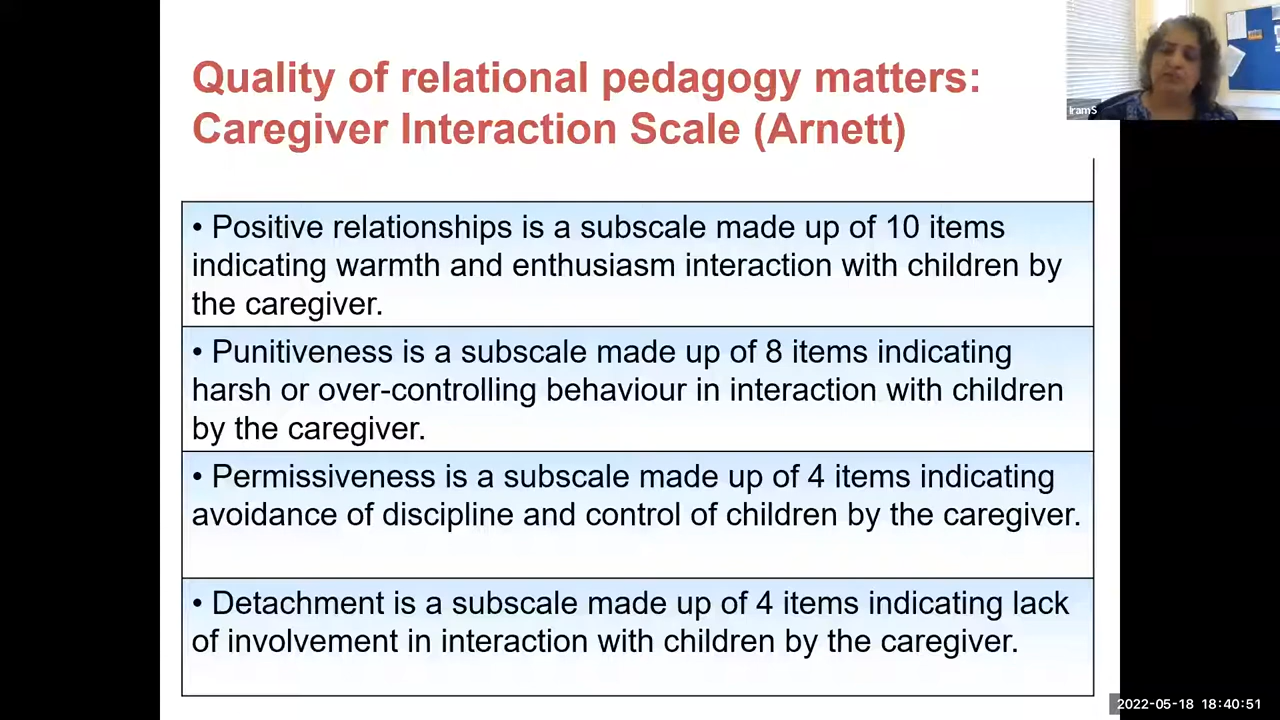 Quality of relational pedagogy matters:
Caregiver Interaction Scale (Arnett)
IramS
• Positive relationships is a subscale made up of 10 items
indicating warmth and enthusiasm interaction with children by
the caregiver.
• Punitiveness is a subscale made up of 8 items indicating
harsh or over-controlling behaviour in interaction with children
by the caregiver.
• Permissiveness is a subscale made up of 4 items indicating
avoidance of discipline and control of children by the caregiver.
• Detachment is a subscale made up of 4 items indicating lack
of involvement in interaction with children by the caregiver.
2022-05-18 18:40:51